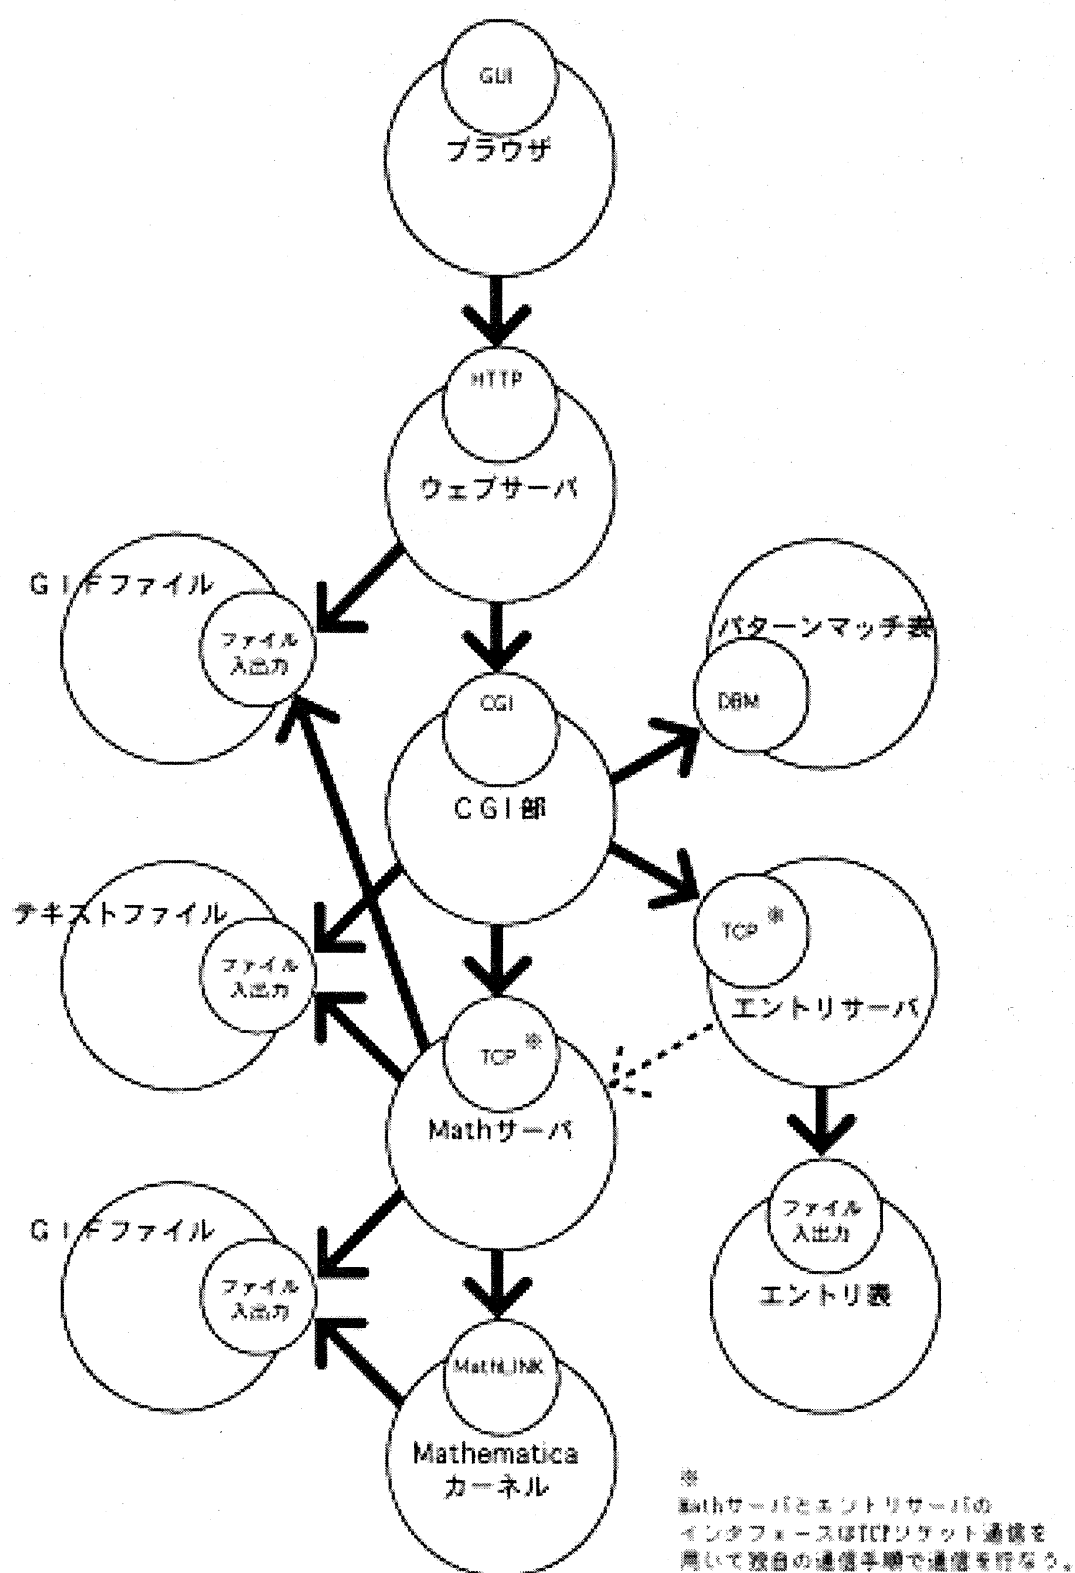 GUI
ブラウザ
HTTP
ウェブサーバ
GIFファイル
ファイル
入出力
パターンマッチ表
DBM
CGI
CGI部
テキストファイル
ファイル
入出力
TCP ※
エントリサーバ
TCP ※
Mathサーバ
GIFファイル
ファイル
入出力
ファイル
入出力
エントリ表
MathLINK
Mathematica
カーネル
※
Mathサーバとエントリサーバの
インタフェースはTCPソケット通信を
用いて独自の通信手順で通信を行なう。